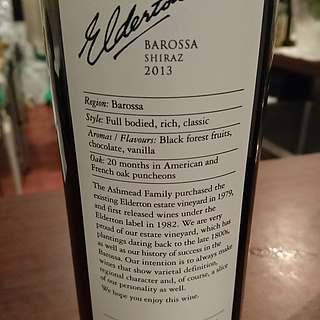 Elderton
BAROSSA
SHIRAZ
2013
Region: Barossa
Style: Full bodied, rich, classic
Aromas / Flavours: Black forest fruits,
chocolate, vanilla
Oak: 20 months in American and
French oak puncheons
The Ashmead Family purchased the
existing Elderton estate vineyard in 1979,
and first released wines under the
Elderton label in 1982. We are very
proud of our estate vineyard, which has
plantings dating back to the late 1800s,
as well as our history of success in the
Barossa. Our intention is to always make
wines that show varietal definition,
regional character and, of course, a slice
of our personality as well.
We hope you enjoy this wine.